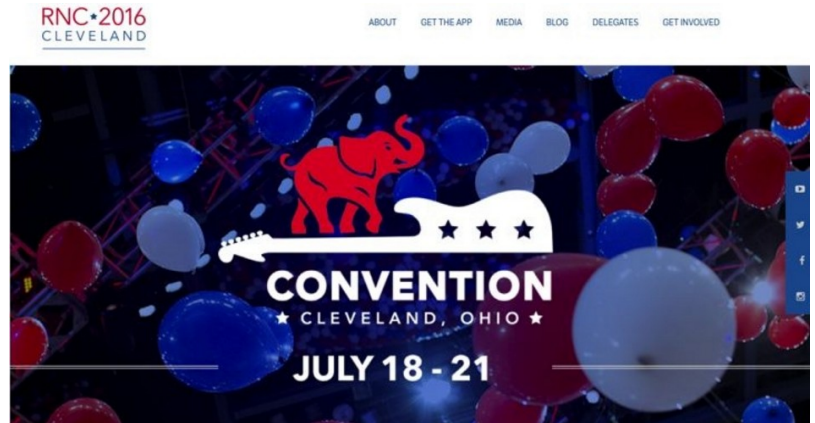 RNC★2016
CLEVELAND
ABOUT GET THE APP MEDIA BLOG DELEGATES GET INVOLVED
CONVENTION
★ CLEVELAND, OHIO ★
JULY 18 - 21